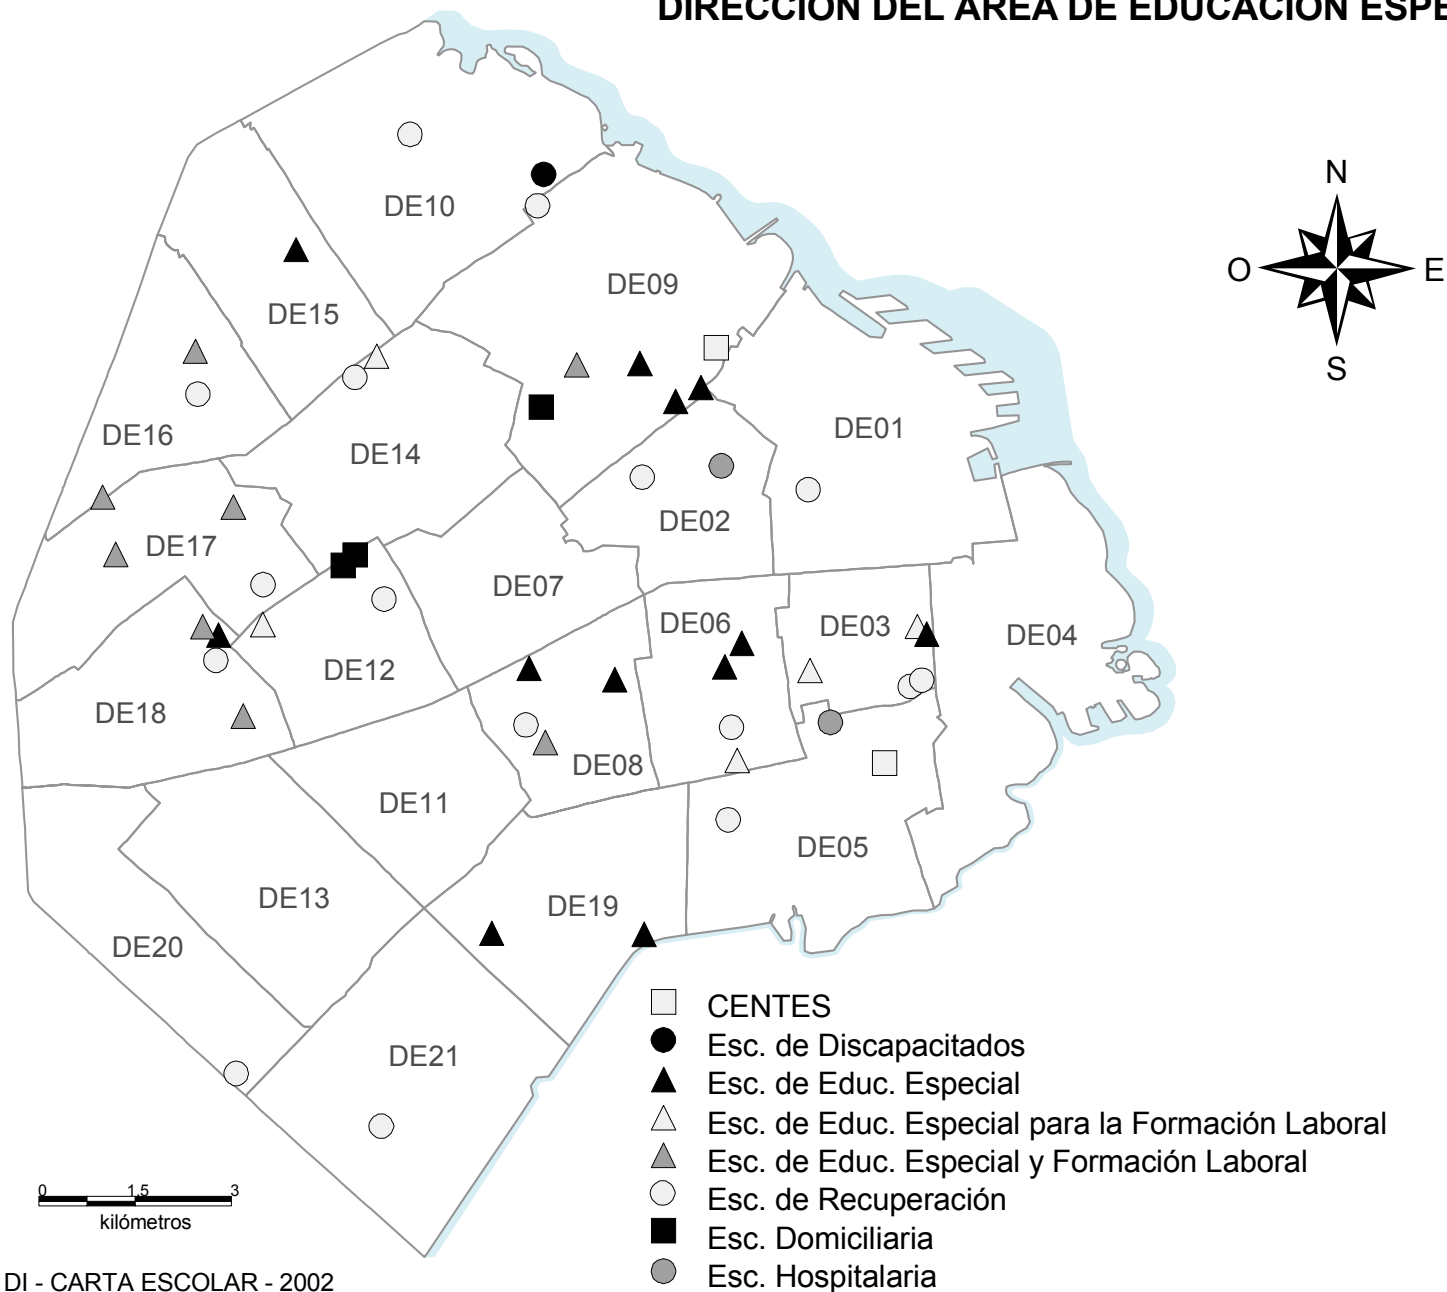 DIRECCION DEL AREA DE EDUCACION ESPE
N
O
E
S
DE10
DE09
DE15
DE01
DE16
DE14
DE02
DE17
DE07
DE06
DE03
DE04
DE12
DE18
DE08
DE11
DE05
DE13
DE19
DE20
DE21
CENTES
Esc. de Discapacitados
Esc. de Educ. Especial
Esc. de Educ. Especial para la Formación Laboral
Esc. de Educ. Especial y Formación Laboral
Esc. de Recuperación
Esc. Domiciliaria
Esc. Hospitalaria
0 1,5 3
kilómetros
DI - CARTA ESCOLAR - 2002